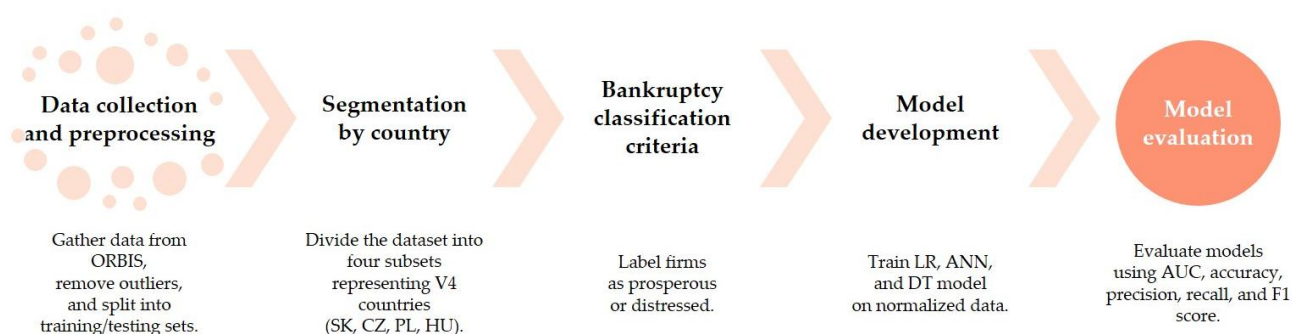 Data collection
and preprocessing
Gather data from
ORBIS,
remove outliers,
and split into
training/testing sets.
Segmentation
by country
Divide the dataset into
four subsets
representing V4
countries
(SK, CZ, PL, HU).
Bankruptcy
classification
criteria
Label firms
as prosperous
or distressed.
Model
development
Train LR, ANN,
and DT model
on normalized data.
Model
evaluation
Evaluate models
using AUC, accuracy,
precision, recall, and F1
score.